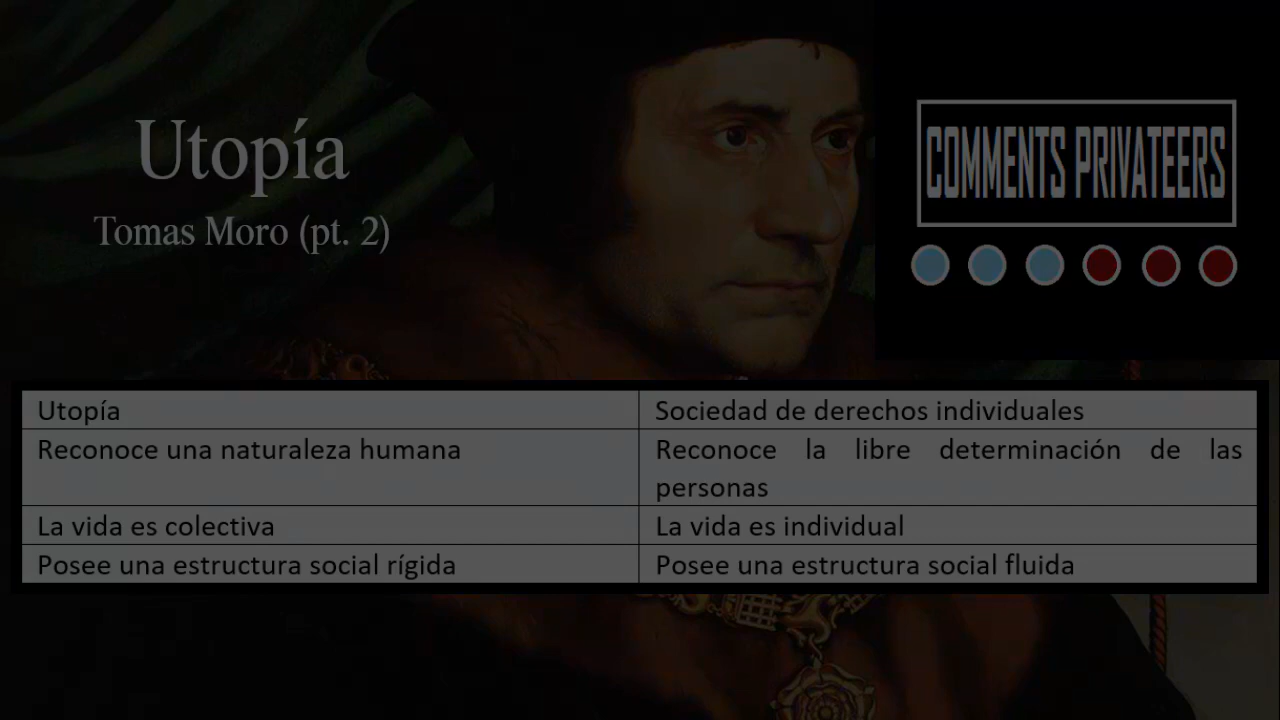 Utopía
Tomas Moro (pt. 2)
COMMENTS PRIVATEERS
Utopía
Sociedad de derechos individuales
Reconoce una naturaleza humana
Reconoce la libre determinación de las
personas
La vida es colectiva
La vida es individual
Posee una estructura social rígida
Posee una estructura social fluida